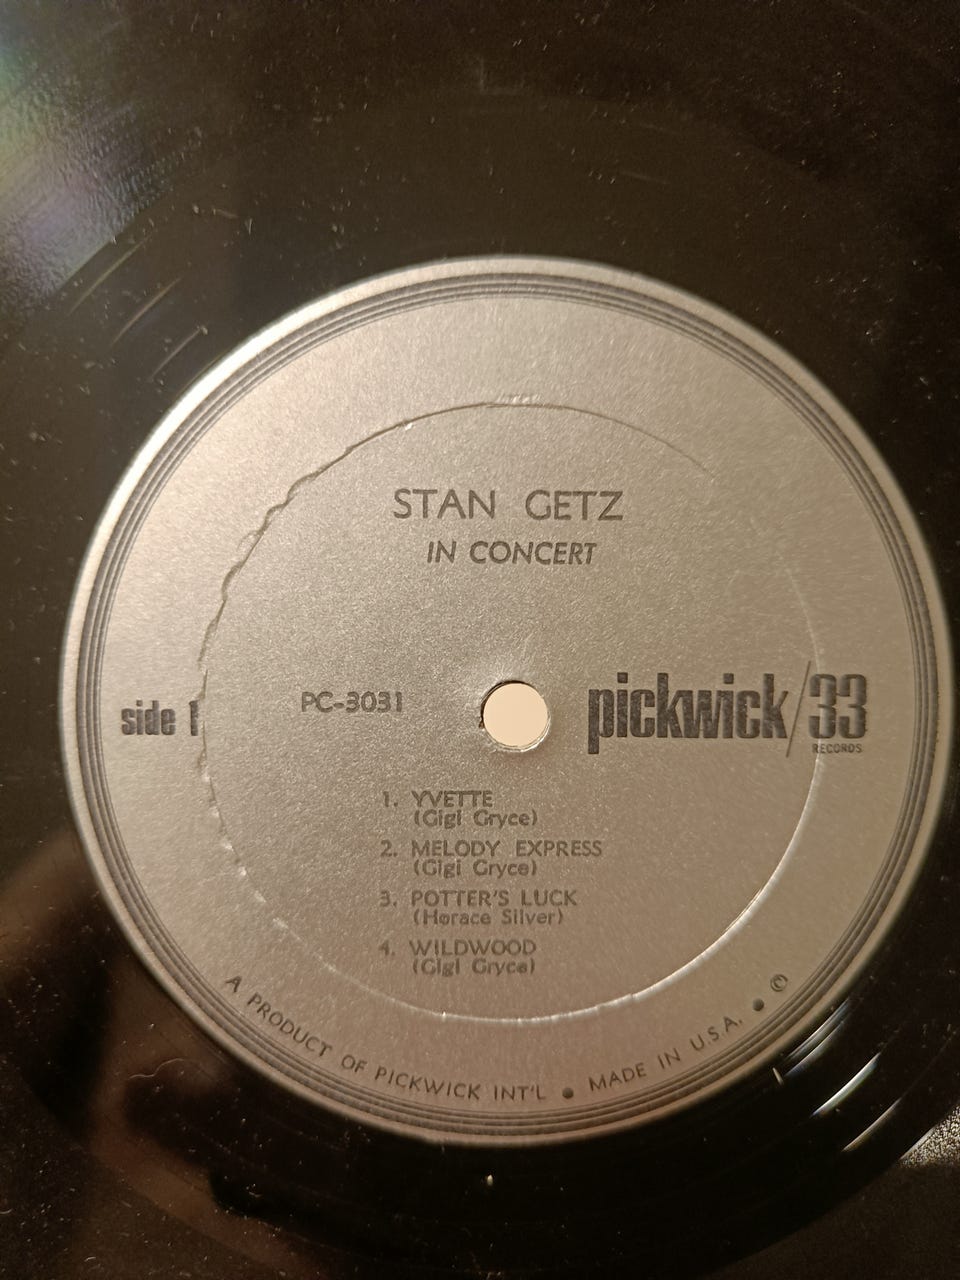 STAN GETZ
IN CONCERT
side 1
PC-3031
pickwick/33
RECORDS
1. YVETTE
(Gigi Gryce)
2. MELODY EXPRESS
(Gigi Gryce)
3. POTTER'S LUCK
(Horace Silver)
4. WILDWOOD
(Gigi Gryce)
A PRODUCT OF PICKWICK INT'L • MADE IN U.S.A. • ©